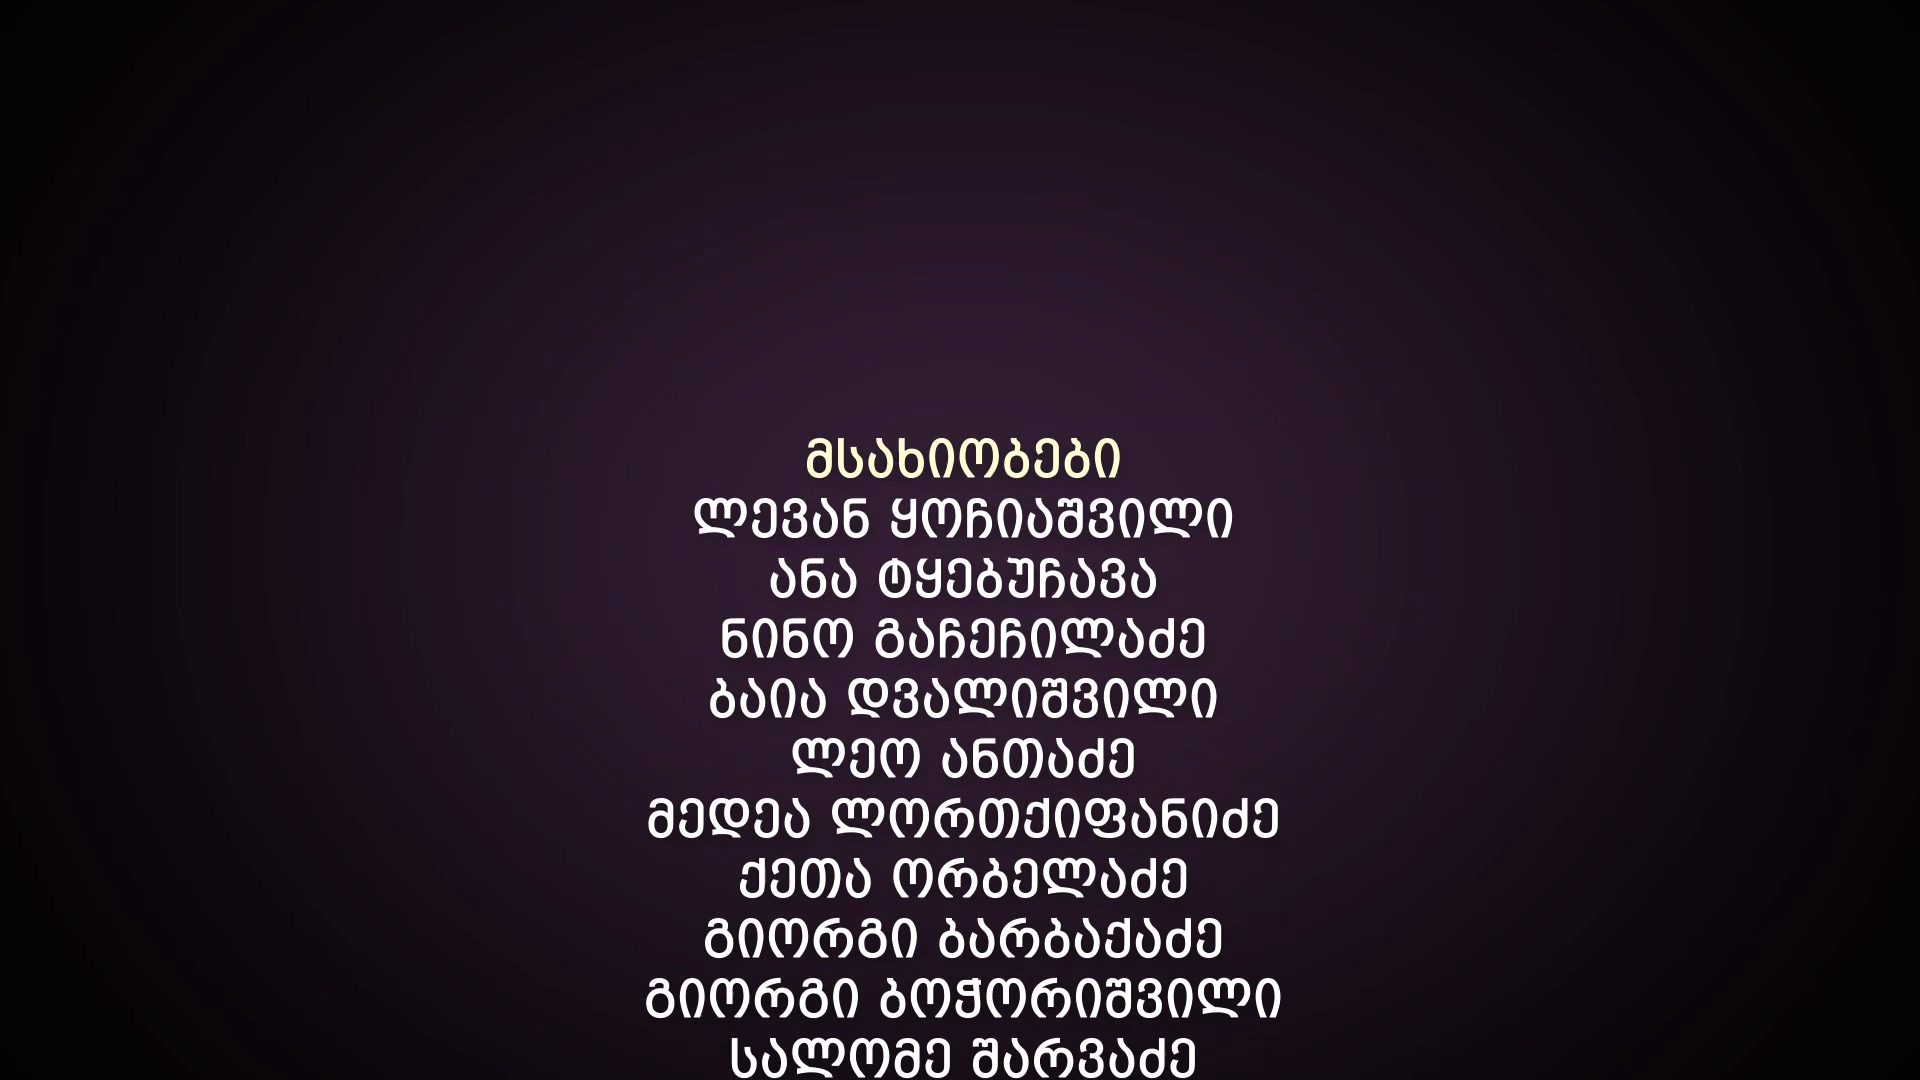 მსახიობები
ლევან ყოჩიაშვილი
ანა ტყებუჩავა
ნინო გაჩეჩილაძე
ბაია დვალიშვილი
ლეო ანთაძე
მედეა ლორთქიფანიძე
ქეთა ორბელაძე
გიორგი ბარბაქაძე
გიორგი ბოჭორიშვილი
სალომე შარვაძე